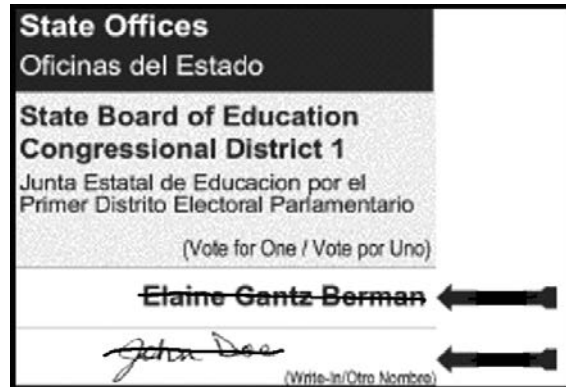 State Offices
Oficinas del Estado
State Board of Education
Congressional District 1
Junta Estatal de Educacion por el
Primer Distrito Electoral Parlamentario
(Vote for One / Vote por Uno)
Elaine Gantz Berman
John Doe
(Write-In/Otro Nombre)